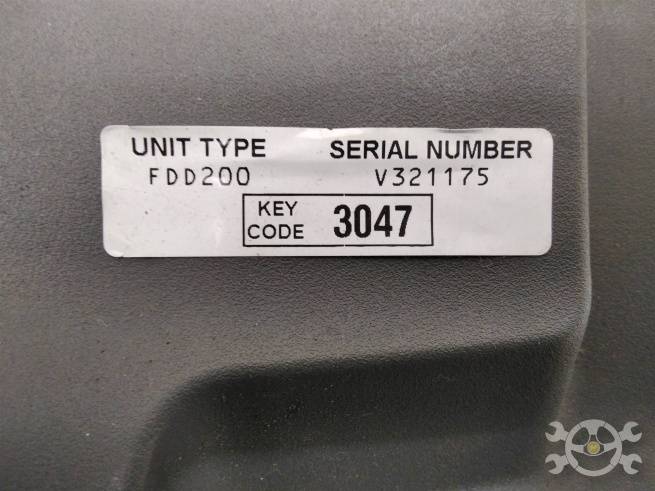 UNIT TYPE SERIAL NUMBER
FDD200 V321175
KEY CODE 3047